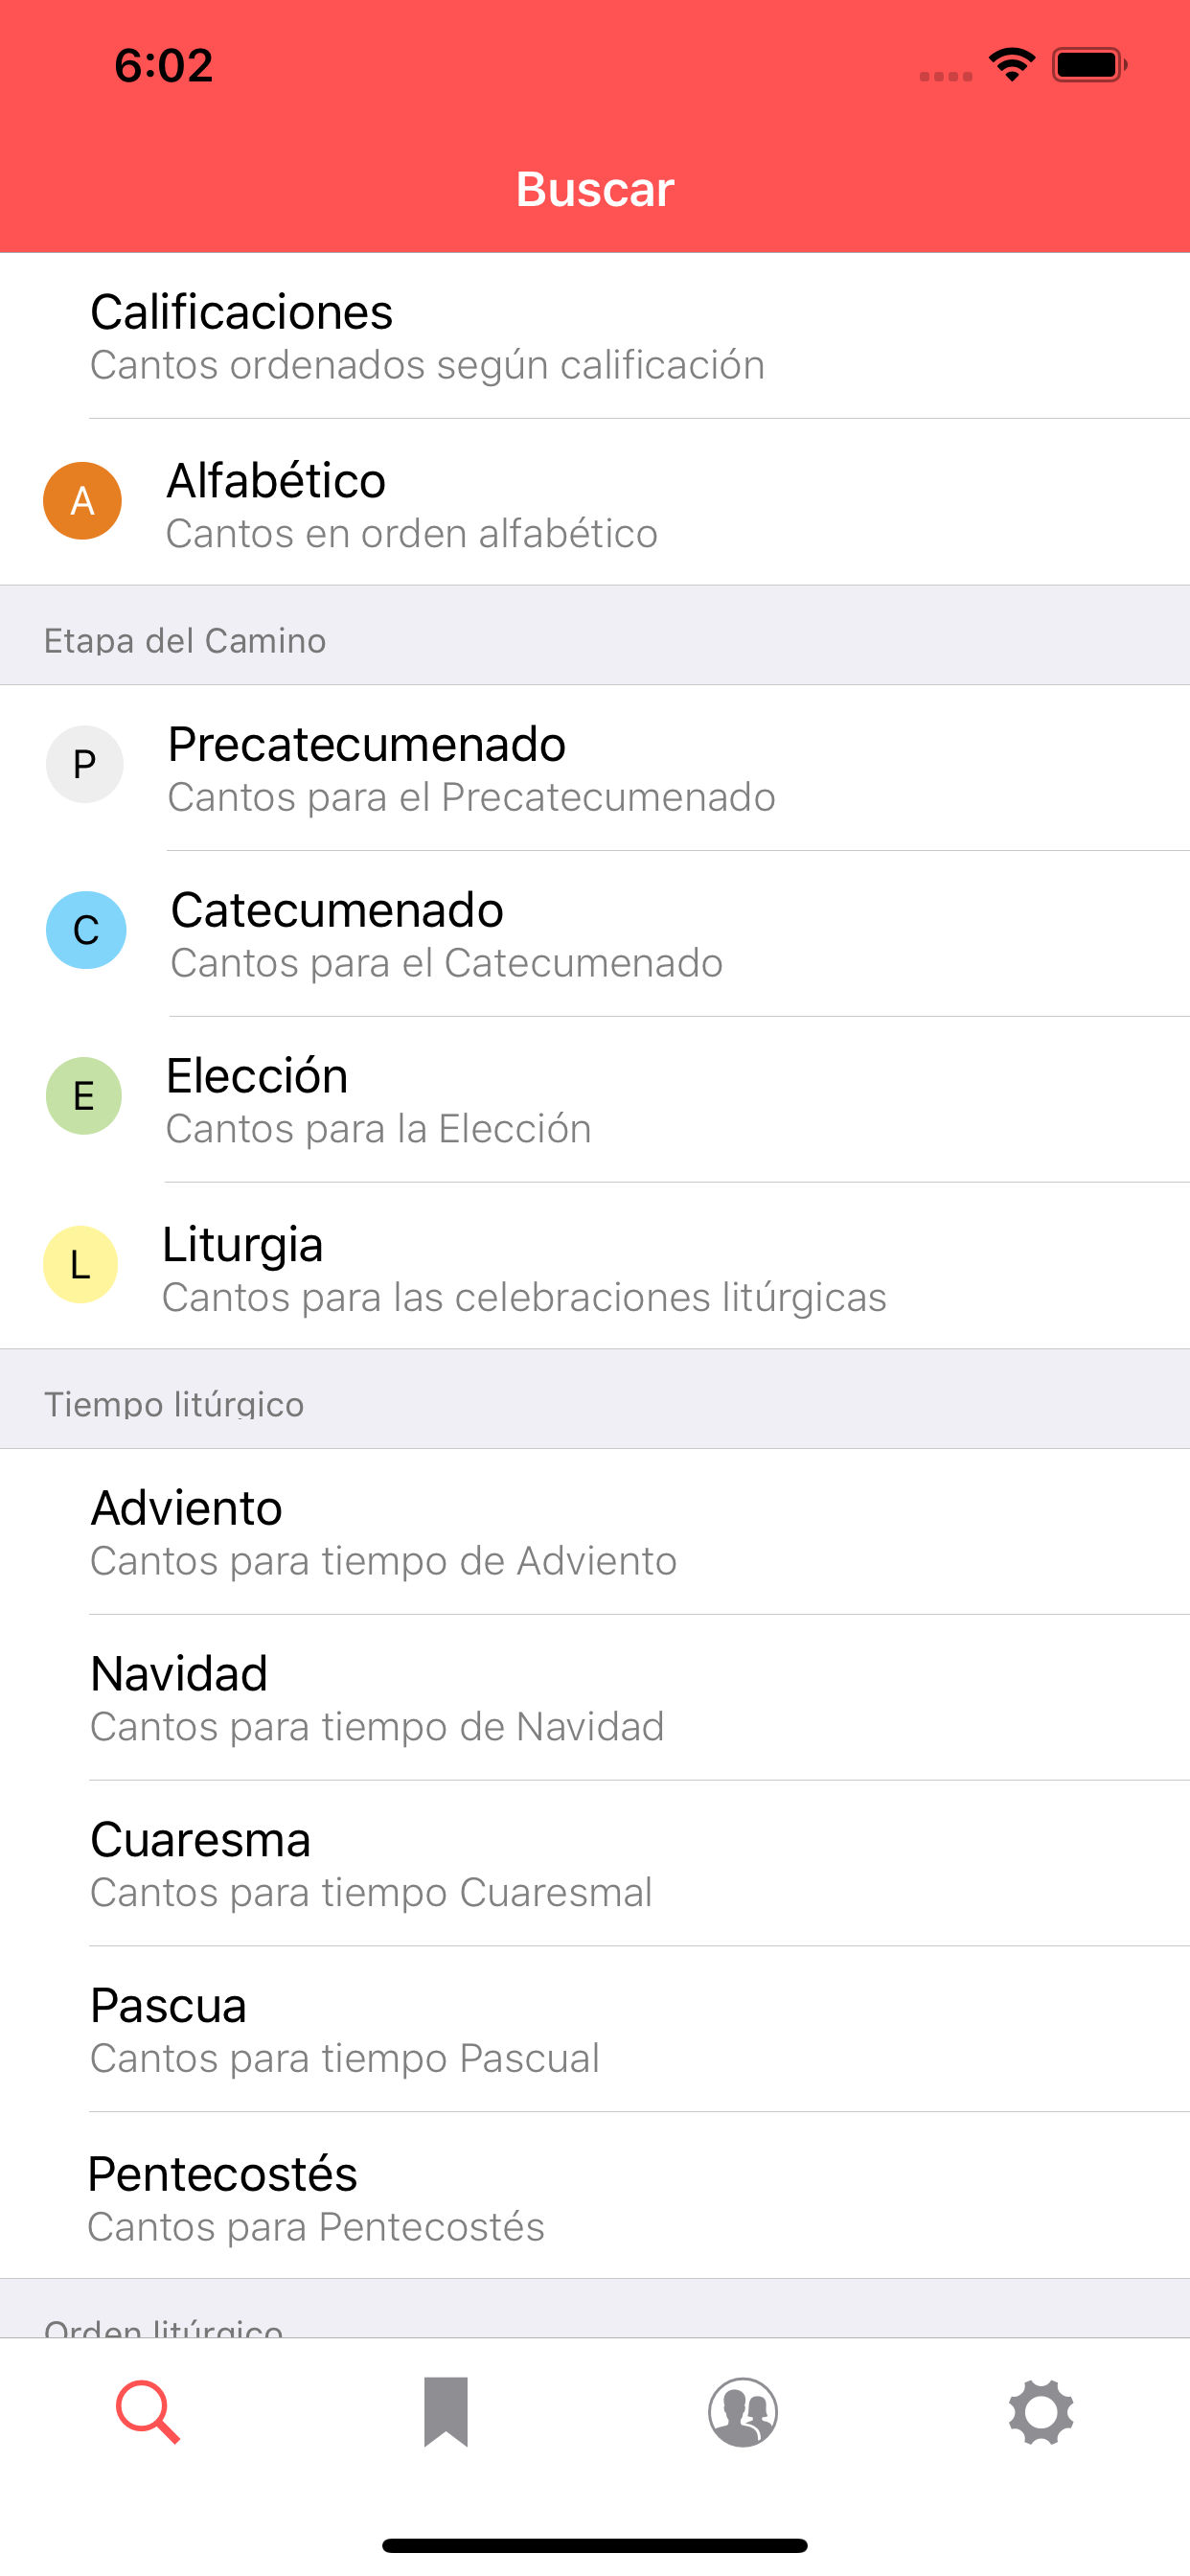 6:02
Buscar
Calificaciones
Cantos ordenados según calificación
A
Alfabético
Cantos en orden alfabético
Etapa del Camino
P
Precatecumenado
Cantos para el Precatecumenado
C
Catecumenado
Cantos para el Catecumenado
E
Elección
Cantos para la Elección
L
Liturgia
Cantos para las celebraciones litúrgicas
Tiempo litúrgico
Adviento
Cantos para tiempo de Adviento
Navidad
Cantos para tiempo de Navidad
Cuaresma
Cantos para tiempo Cuaresmal
Pascua
Cantos para tiempo Pascual
Pentecostés
Cantos para Pentecostés
Orden litúrgico